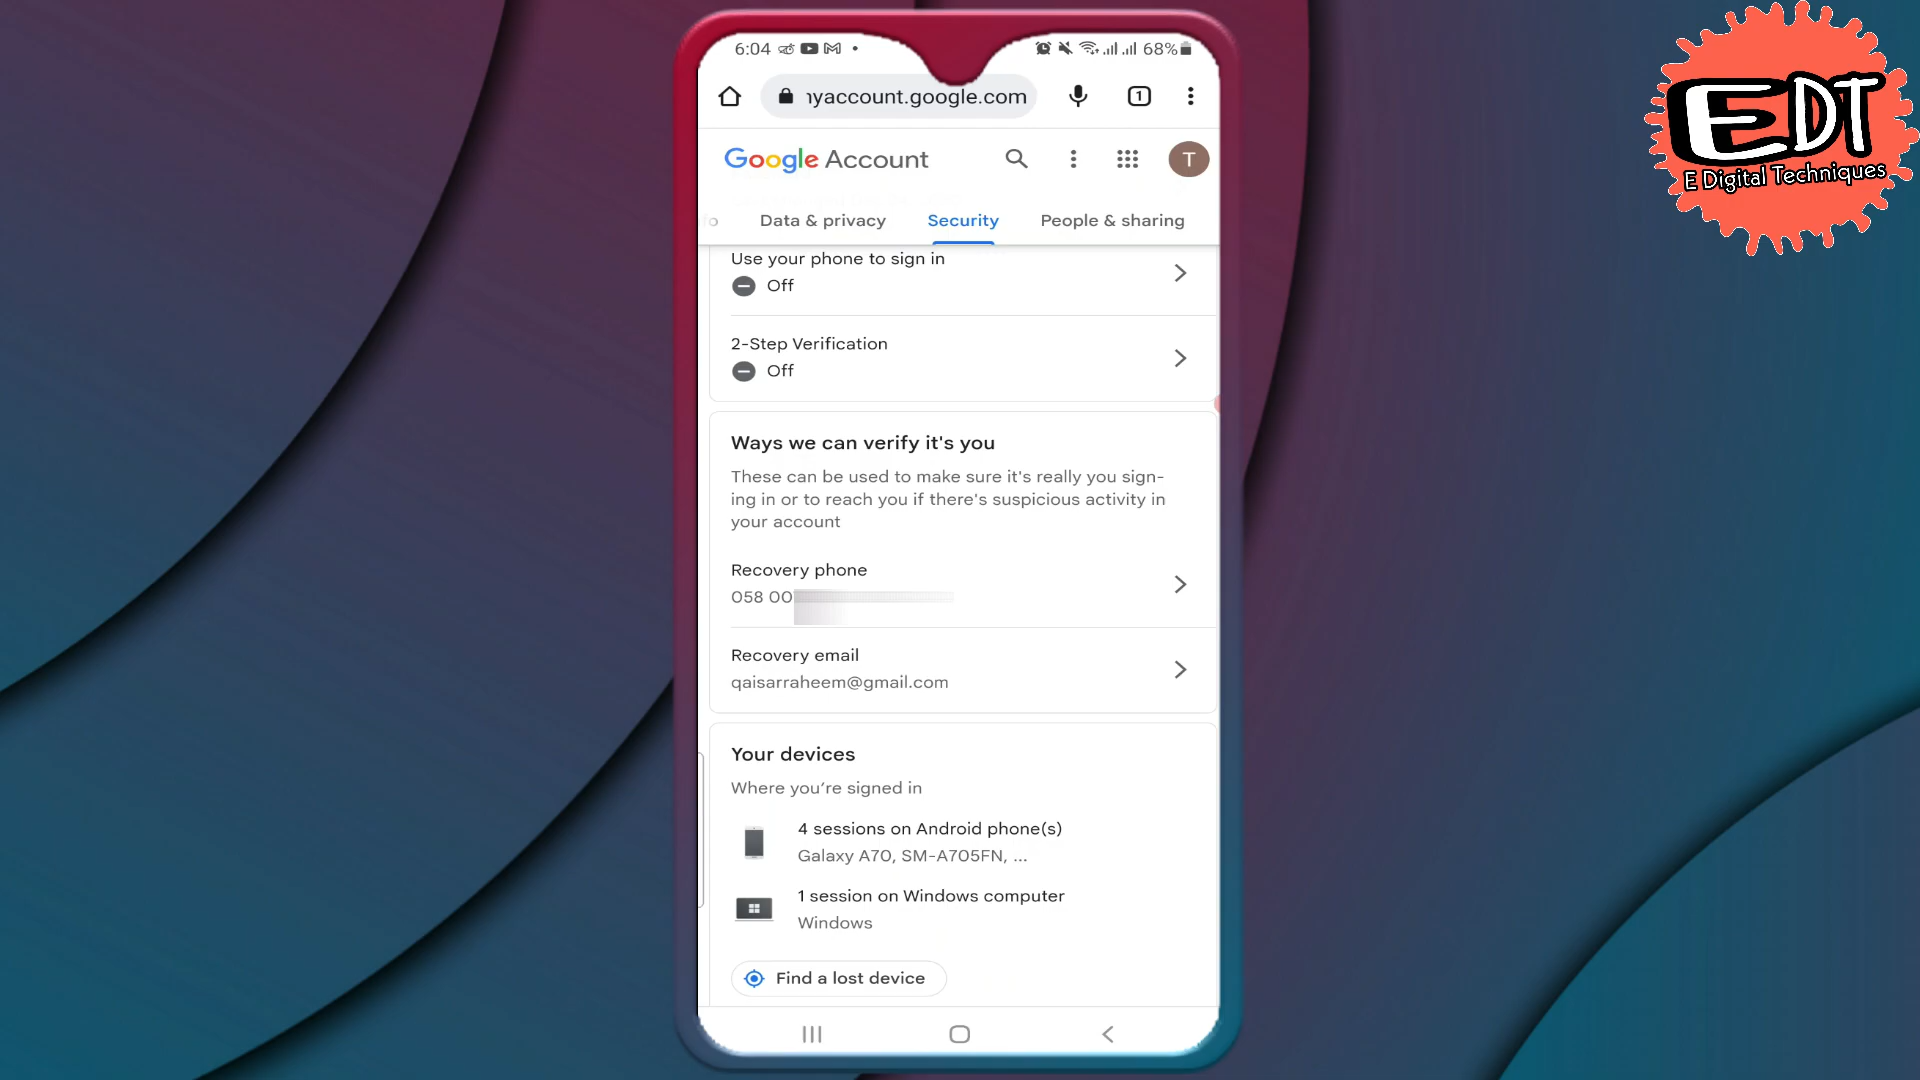 6:04
68%
EDT
E Digital Techniques
yaccount.google.com
1
Google Account
T
Data & privacy
Security
People & sharing
Use your phone to sign in
Off
2-Step Verification
Off
Ways we can verify it's you
These can be used to make sure it's really you sign-
ing in or to reach you if there's suspicious activity in
your account
Recovery phone
058 00
Recovery email
qaisarraheem@gmail.com
Your devices
Where you're signed in
4 sessions on Android phone(s)
Galaxy A70, SM-A705FN, ...
1 session on Windows computer
Windows
Find a lost device